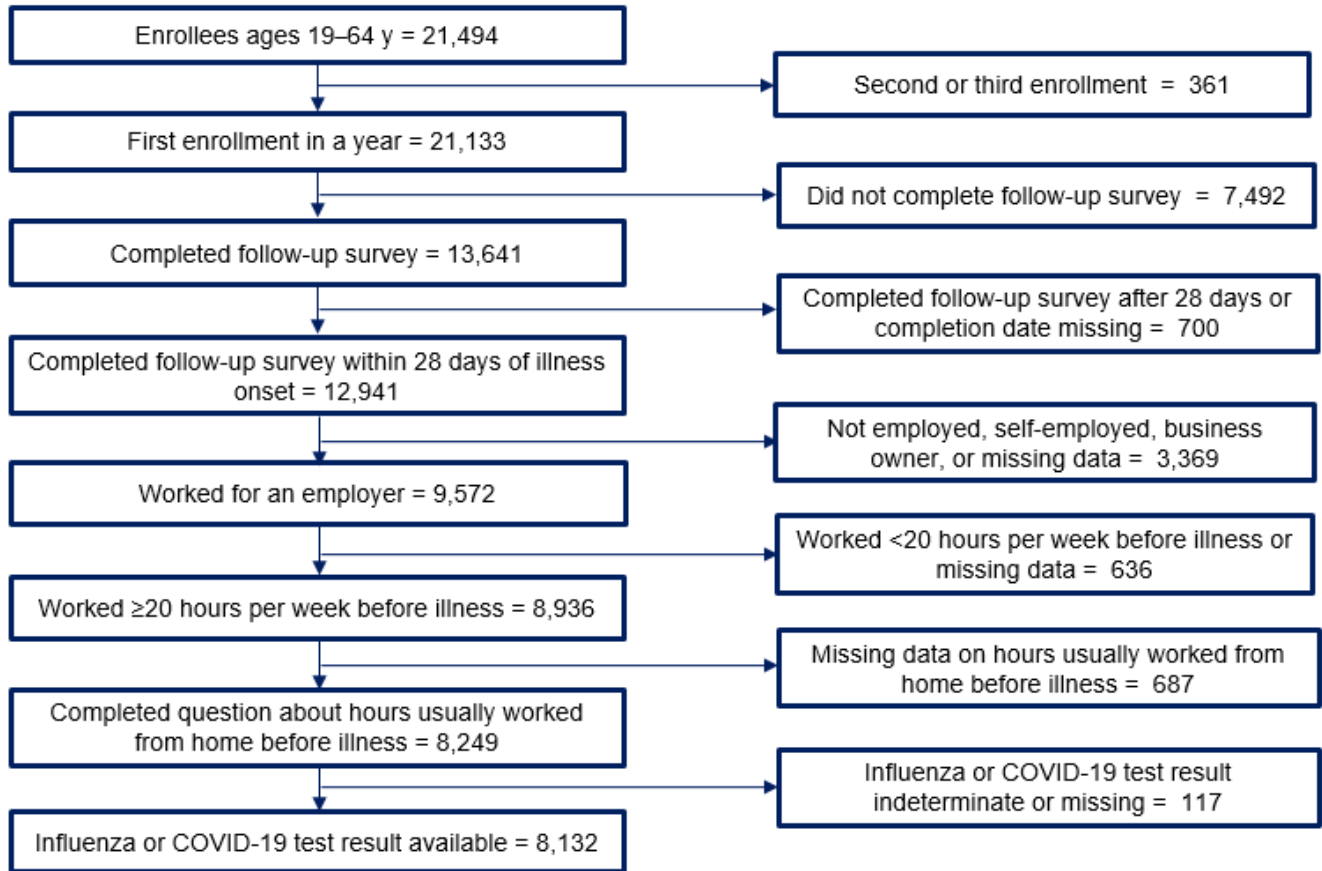 Enrollees ages 19–64 y = 21,494
Second or third enrollment = 361
First enrollment in a year = 21,133
Did not complete follow-up survey = 7,492
Completed follow-up survey = 13,641
Completed follow-up survey after 28 days or
completion date missing = 700
Completed follow-up survey within 28 days of illness
onset = 12,941
Not employed, self-employed, business
owner, or missing data = 3,369
Worked for an employer = 9,572
Worked <20 hours per week before illness or
missing data = 636
Worked ≥20 hours per week before illness = 8,936
Missing data on hours usually worked from
home before illness = 687
Completed question about hours usually worked
from home before illness = 8,249
Influenza or COVID-19 test result
indeterminate or missing = 117
Influenza or COVID-19 test result available = 8,132